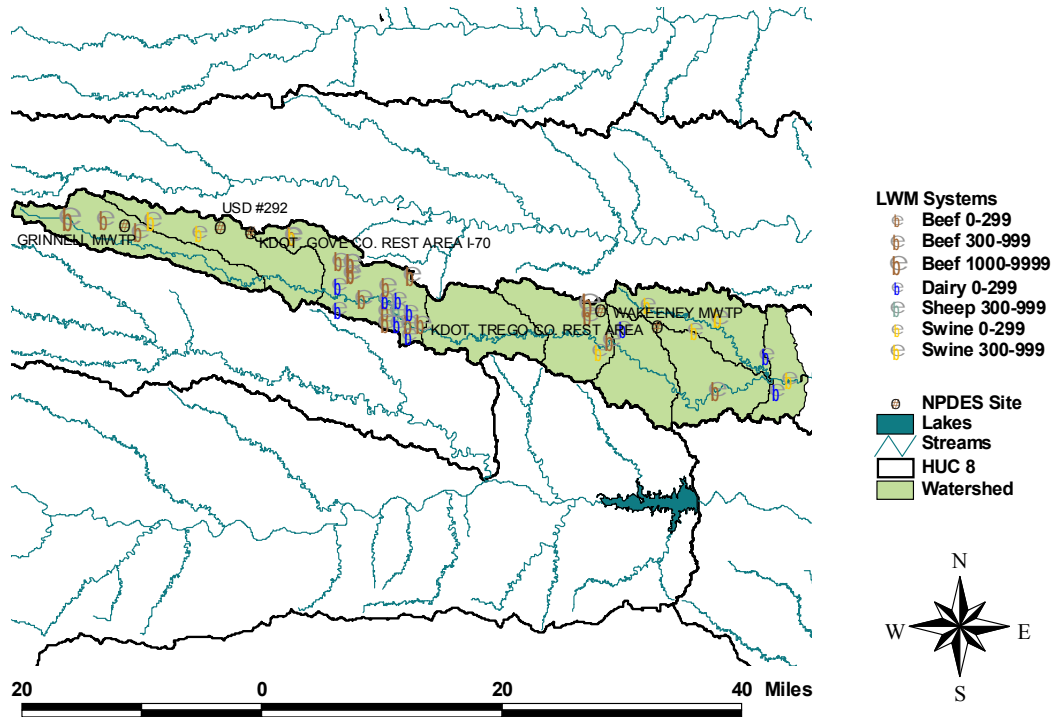 USD #292
GRINNELL MWTP
KDOT GOVE CO. REST AREA I-70
WAKEENEY MWTP
KDOT TREGO CO. REST AREA
LWM Systems
Beef 0-299
Beef 300-999
Beef 1000-9999
Dairy 0-299
Sheep 300-999
Swine 0-299
Swine 300-999
NPDES Site
Lakes
Streams
HUC 8
Watershed
N
W E
S
20 0 20 40 Miles